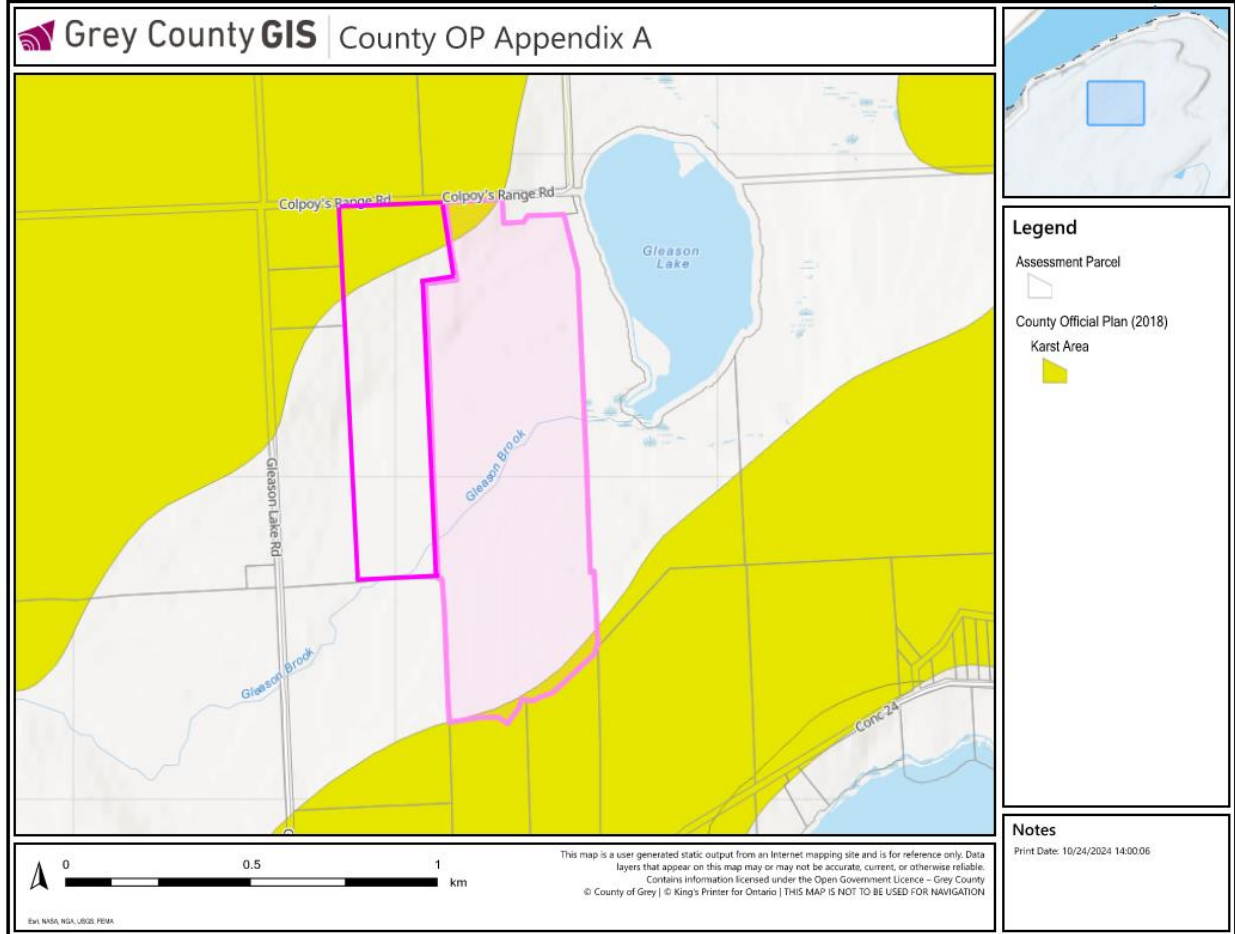 Grey County GIS County OP Appendix A
Colpoy's Range Rd
Colpoy's Range Rd
Gleason
Lake
Gleason Brook
Gleason Lake Rd
Gleason Brook
Conc 24
Legend
Assessment Parcel
County Official Plan (2018)
Karst Area
Notes
Print Date: 10/24/2024 14:00:06
0 0.5 1
km
Esri, NASA, NGA, USGS, FEMA
This map is a user generated static output from an Internet mapping site and is for reference only. Data
layers that appear on this map may or may not be accurate, current, or otherwise reliable.
Contains information licensed under the Open Government Licence – Grey County
© County of Grey | © King's Printer for Ontario | THIS MAP IS NOT TO BE USED FOR NAVIGATION